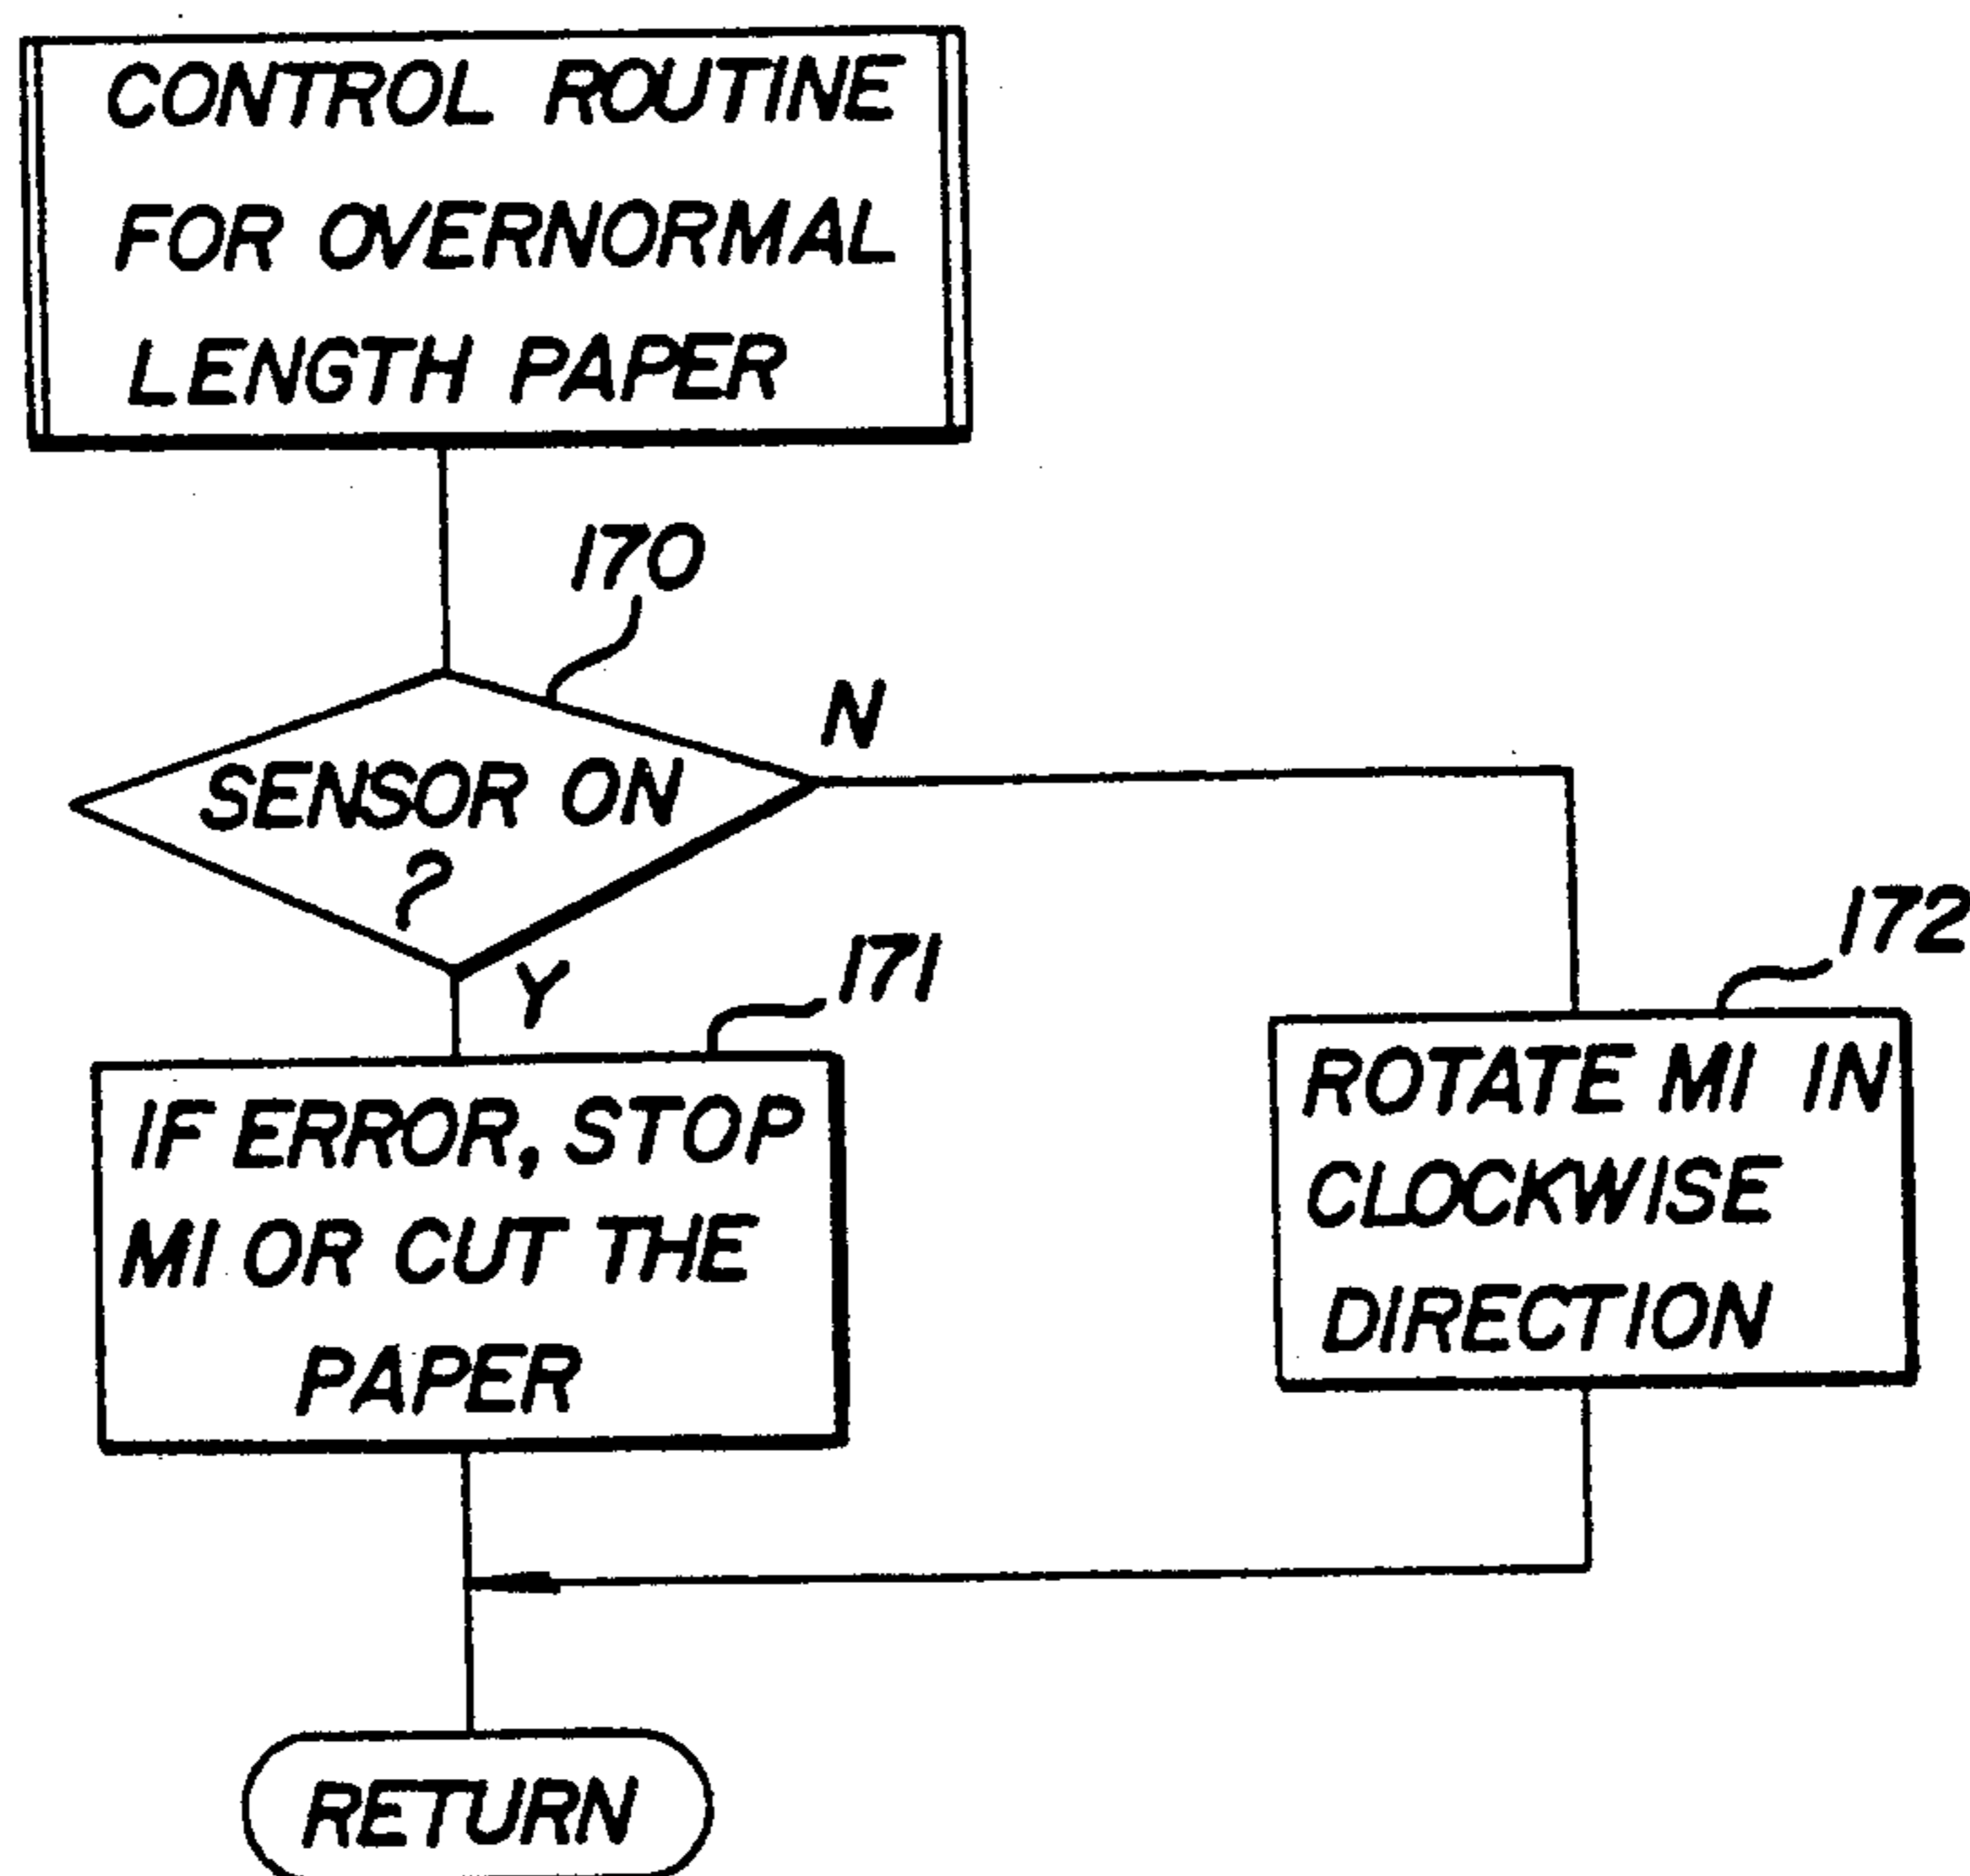 CONTROL ROUTINE
FOR OVERNORMAL
LENGTH PAPER
170
N
SENSOR ON
?
Y
171
172
IF ERROR, STOP
MI OR CUT THE
PAPER
ROTATE MI IN
CLOCKWISE
DIRECTION
RETURN